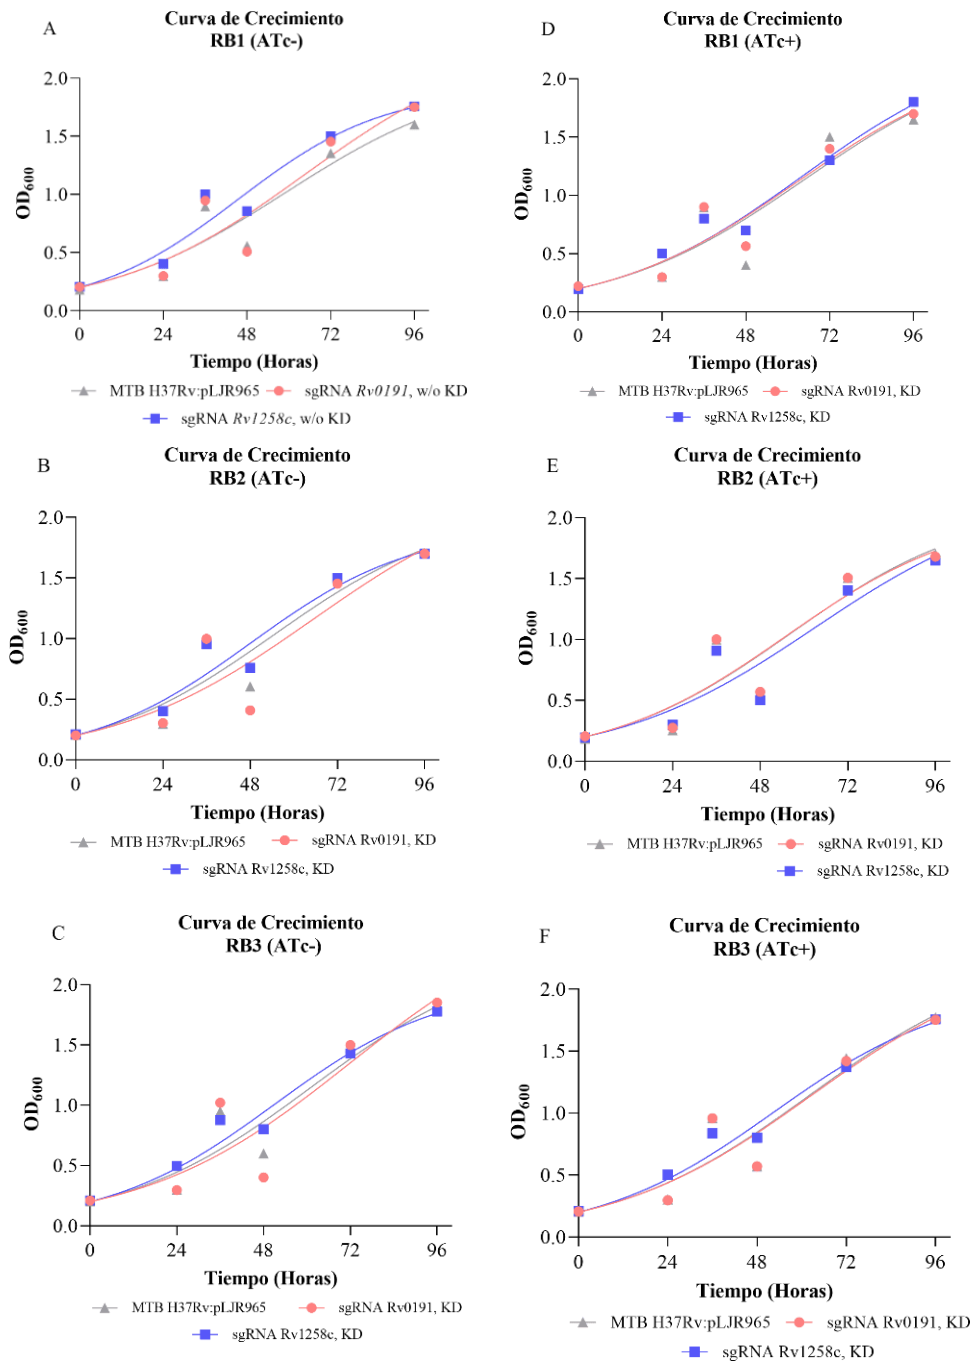 A
Curva de Crecimiento
RB1 (ATc-)
2.0
1.5
1.0
0.5
0.0
OD600
0 24 48 72 96
Tiempo (Horas)
MTB H37Rv:pLJR965 sgRNA Rv0191, w/o KD
sgRNA Rv1258c, w/o KD
D
Curva de Crecimiento
RB1 (ATc+)
2.0
1.5
1.0
0.5
0.0
OD600
0 24 48 72 96
Tiempo (Horas)
MTB H37Rv:pLJR965 sgRNA Rv0191, KD
sgRNA Rv1258c, KD
B
Curva de Crecimiento
RB2 (ATc-)
2.0
1.5
1.0
0.5
0.0
OD600
0 24 48 72 96
Tiempo (Horas)
MTB H37Rv:pLJR965 sgRNA Rv0191, KD
sgRNA Rv1258c, KD
E
Curva de Crecimiento
RB2 (ATc+)
2.0
1.5
1.0
0.5
0.0
OD600
0 24 48 72 96
Tiempo (Horas)
MTB H37Rv:pLJR965 sgRNA Rv0191, KD
sgRNA Rv1258c, KD
C
Curva de Crecimiento
RB3 (ATc-)
2.0
1.5
1.0
0.5
0.0
OD600
0 24 48 72 96
Tiempo (Horas)
MTB H37Rv:pLJR965 sgRNA Rv0191, KD
sgRNA Rv1258c, KD
F
Curva de Crecimiento
RB3 (ATc+)
2.0
1.5
1.0
0.5
0.0
OD600
0 24 48 72 96
Tiempo (Horas)
MTB H37Rv:pLJR965 sgRNA Rv0191, KD
sgRNA Rv1258c, KD